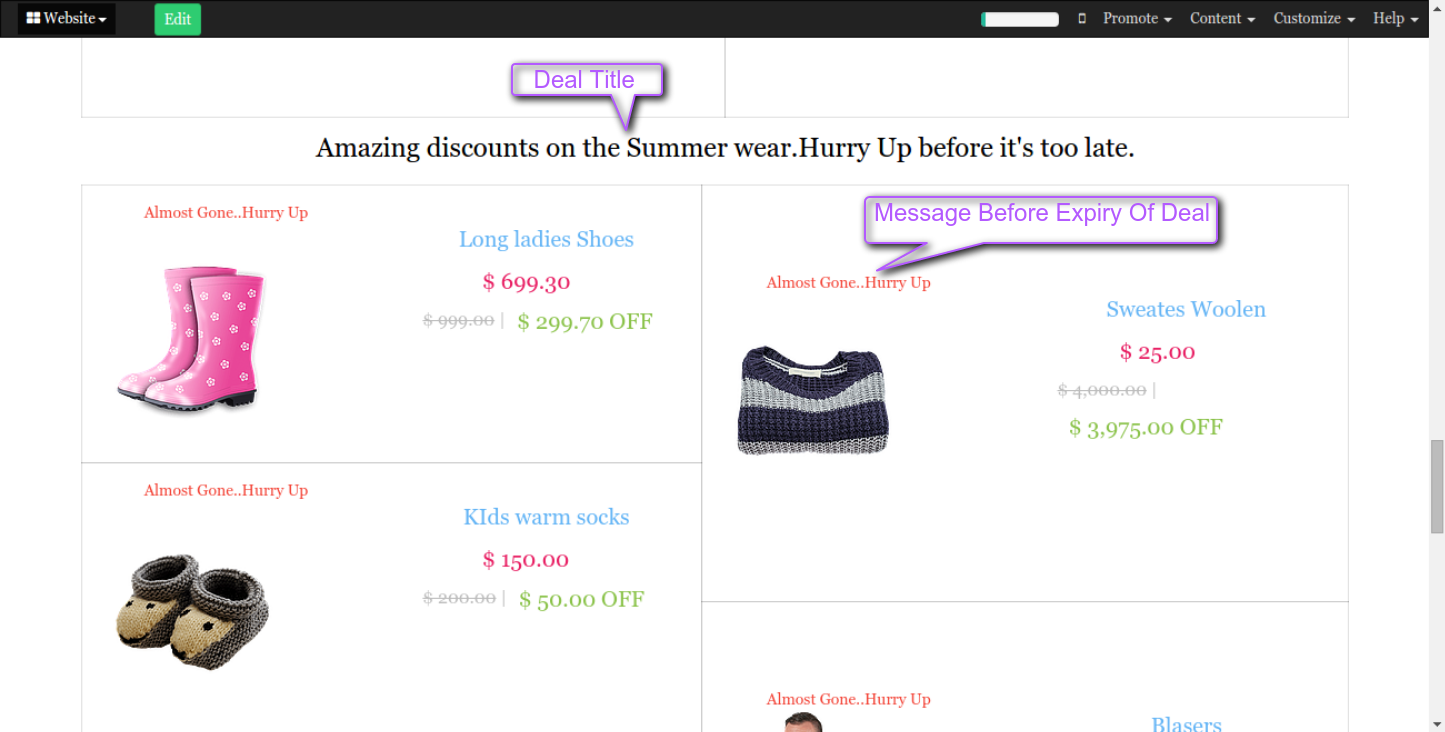 Website
Edit
Promote
Content
Customize
Help
Deal Title
Amazing discounts on the Summer wear.Hurry Up before it's too late.
Almost Gone..Hurry Up
Long ladies Shoes
$ 699.30
$ 999.00 | $ 299.70 OFF
Message Before Expiry Of Deal
Almost Gone..Hurry Up
Sweates Woolen
$ 25.00
$ 4,000.00 |
$ 3,975.00 OFF
Almost Gone..Hurry Up
KIds warm socks
$ 150.00
$ 200.00 | $ 50.00 OFF
Almost Gone..Hurry Up
Blasers